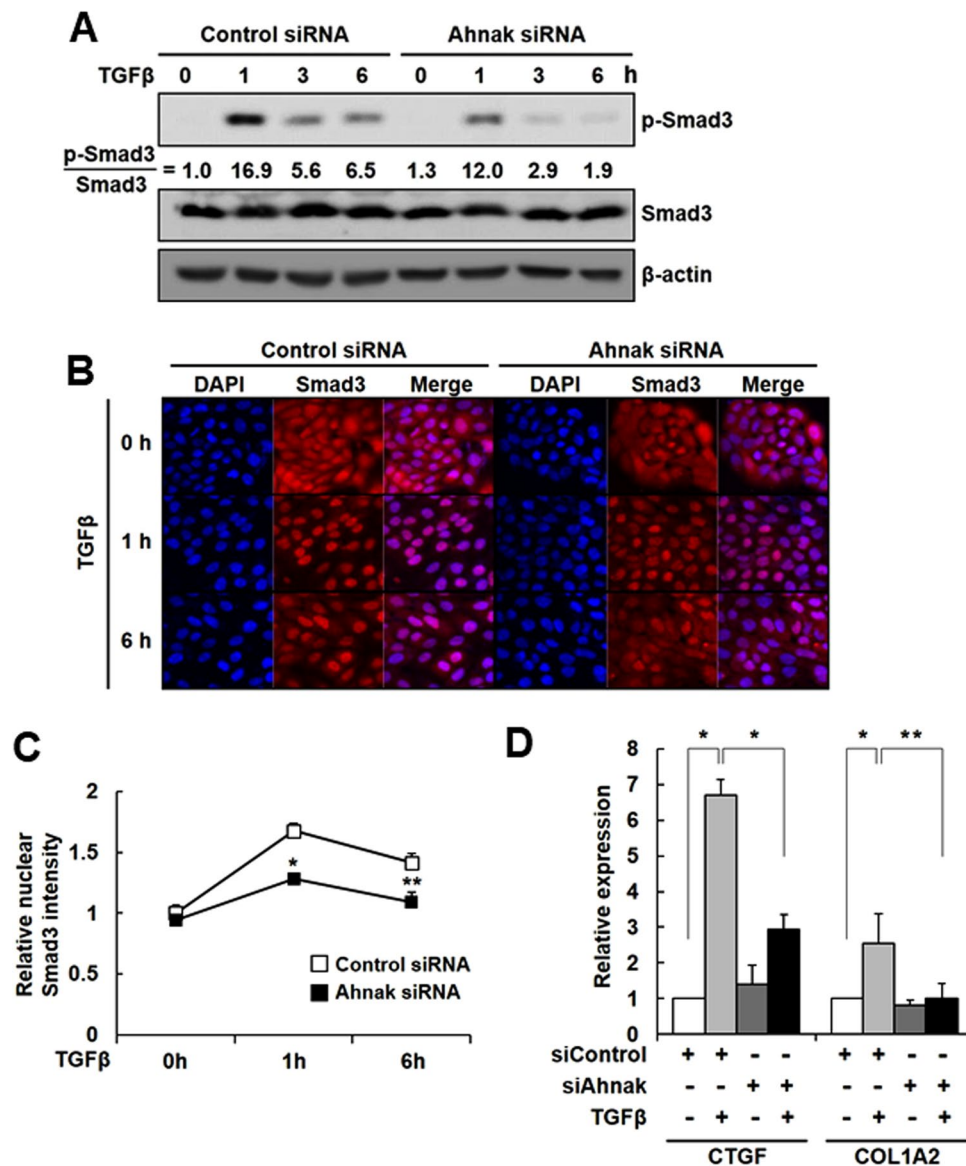 A
Control siRNA Ahnak siRNA
TGFβ 0 1 3 6 0 1 3 6 h
p-Smad3
p-Smad3
Smad3
= 1.0 16.9 5.6 6.5 1.3 12.0 2.9 1.9
Smad3
β-actin
B
Control siRNA Ahnak siRNA
DAPI Smad3 Merge DAPI Smad3 Merge
TGFβ
0 h
1 h
6 h
C
Relative nuclear
Smad3 intensity
2
1.5
1
0.5
0
*
**
Control siRNA
Ahnak siRNA
TGFβ 0h 1h 6h
D
Relative expression
8
7
6
5
4
3
2
1
0
* * * **
siControl + + - - + + - -
siAhnak - - + + - - + +
TGFβ - + - + - + - +
CTGF COL1A2